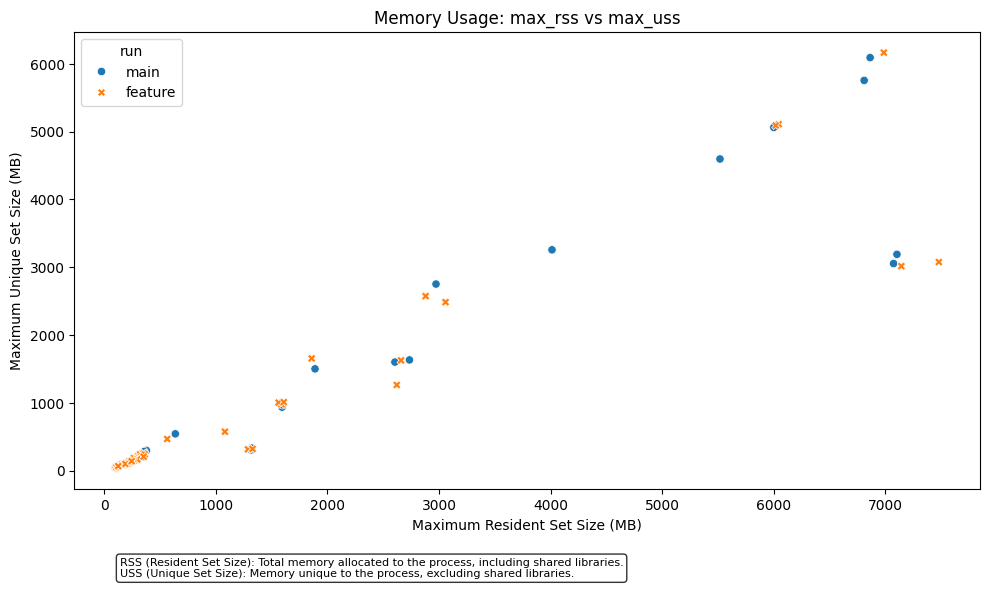 Memory Usage: max_rss vs max_uss
run
main
feature
6000
5000
4000
3000
2000
1000
0
Maximum Unique Set Size (MB)
0 1000 2000 3000 4000 5000 6000 7000
Maximum Resident Set Size (MB)
RSS (Resident Set Size): Total memory allocated to the process, including shared libraries.
USS (Unique Set Size): Memory unique to the process, excluding shared libraries.